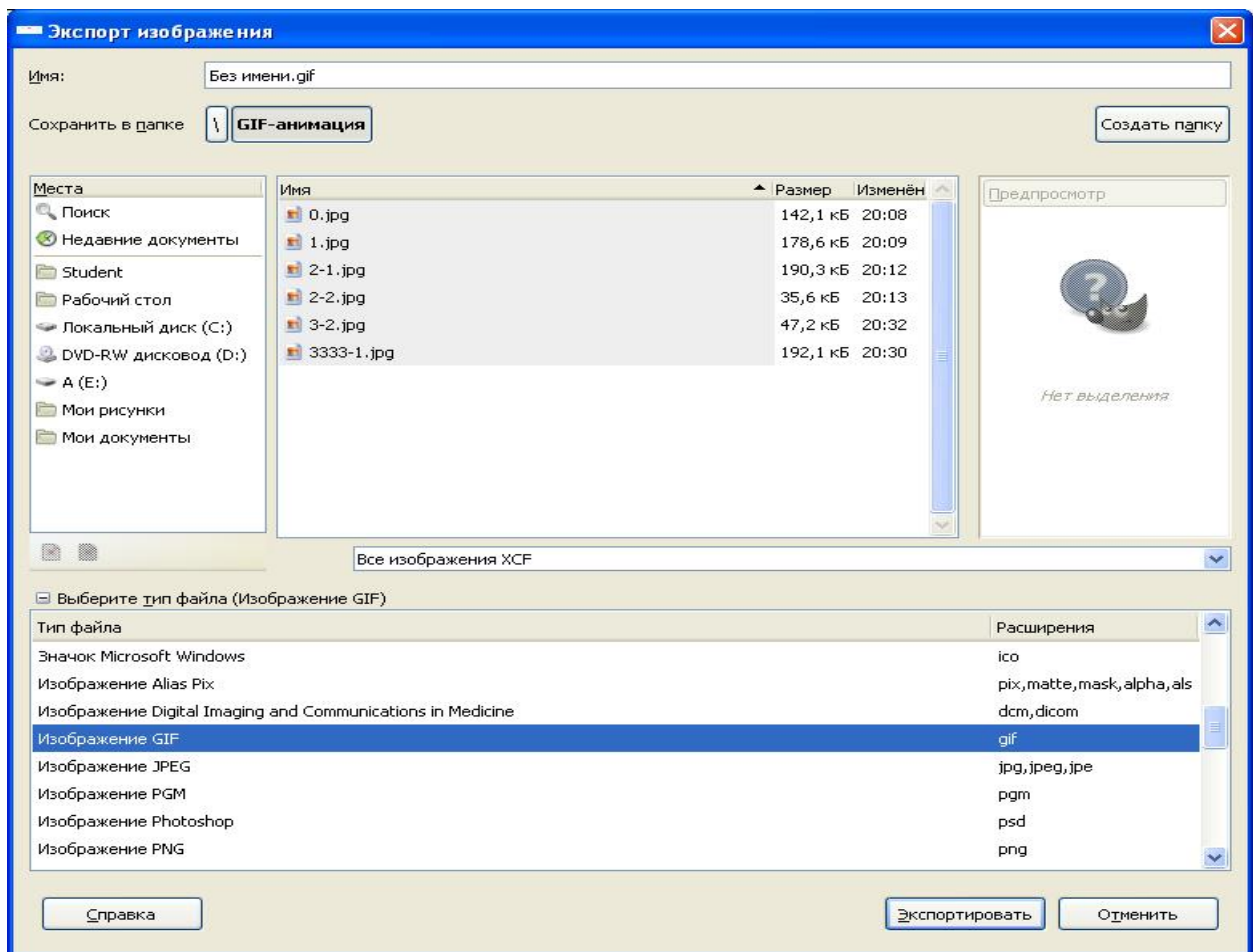 Экспорт изображения
Имя: Без имени.gif
Сохранить в папке \ GIF-анимация Создать папку
Места
Поиск
Недавние документы
Student
Рабочий стол
Локальный диск (C:)
DVD-RW дисковод (D:)
A (E:)
Мои рисунки
Мои документы
Имя Размер Изменён
0.jpg 142,1 кБ 20:08
1.jpg 178,6 кБ 20:09
2-1.jpg 190,3 кБ 20:12
2-2.jpg 35,6 кБ 20:13
3-2.jpg 47,2 кБ 20:32
3333-1.jpg 192,1 кБ 20:30
Предпросмотр
Нет выделения
Все изображения XCF
Выберите тип файла (Изображение GIF)
Тип файла Расширения
Значок Microsoft Windows ico
Изображение Alias Pix pix,matte,mask,alpha,als
Изображение Digital Imaging and Communications in Medicine dcm,dicom
Изображение GIF gif
Изображение JPEG jpg,jpeg,jpe
Изображение PGM pgm
Изображение Photoshop psd
Изображение PNG png
Справка Экспортировать Отменить